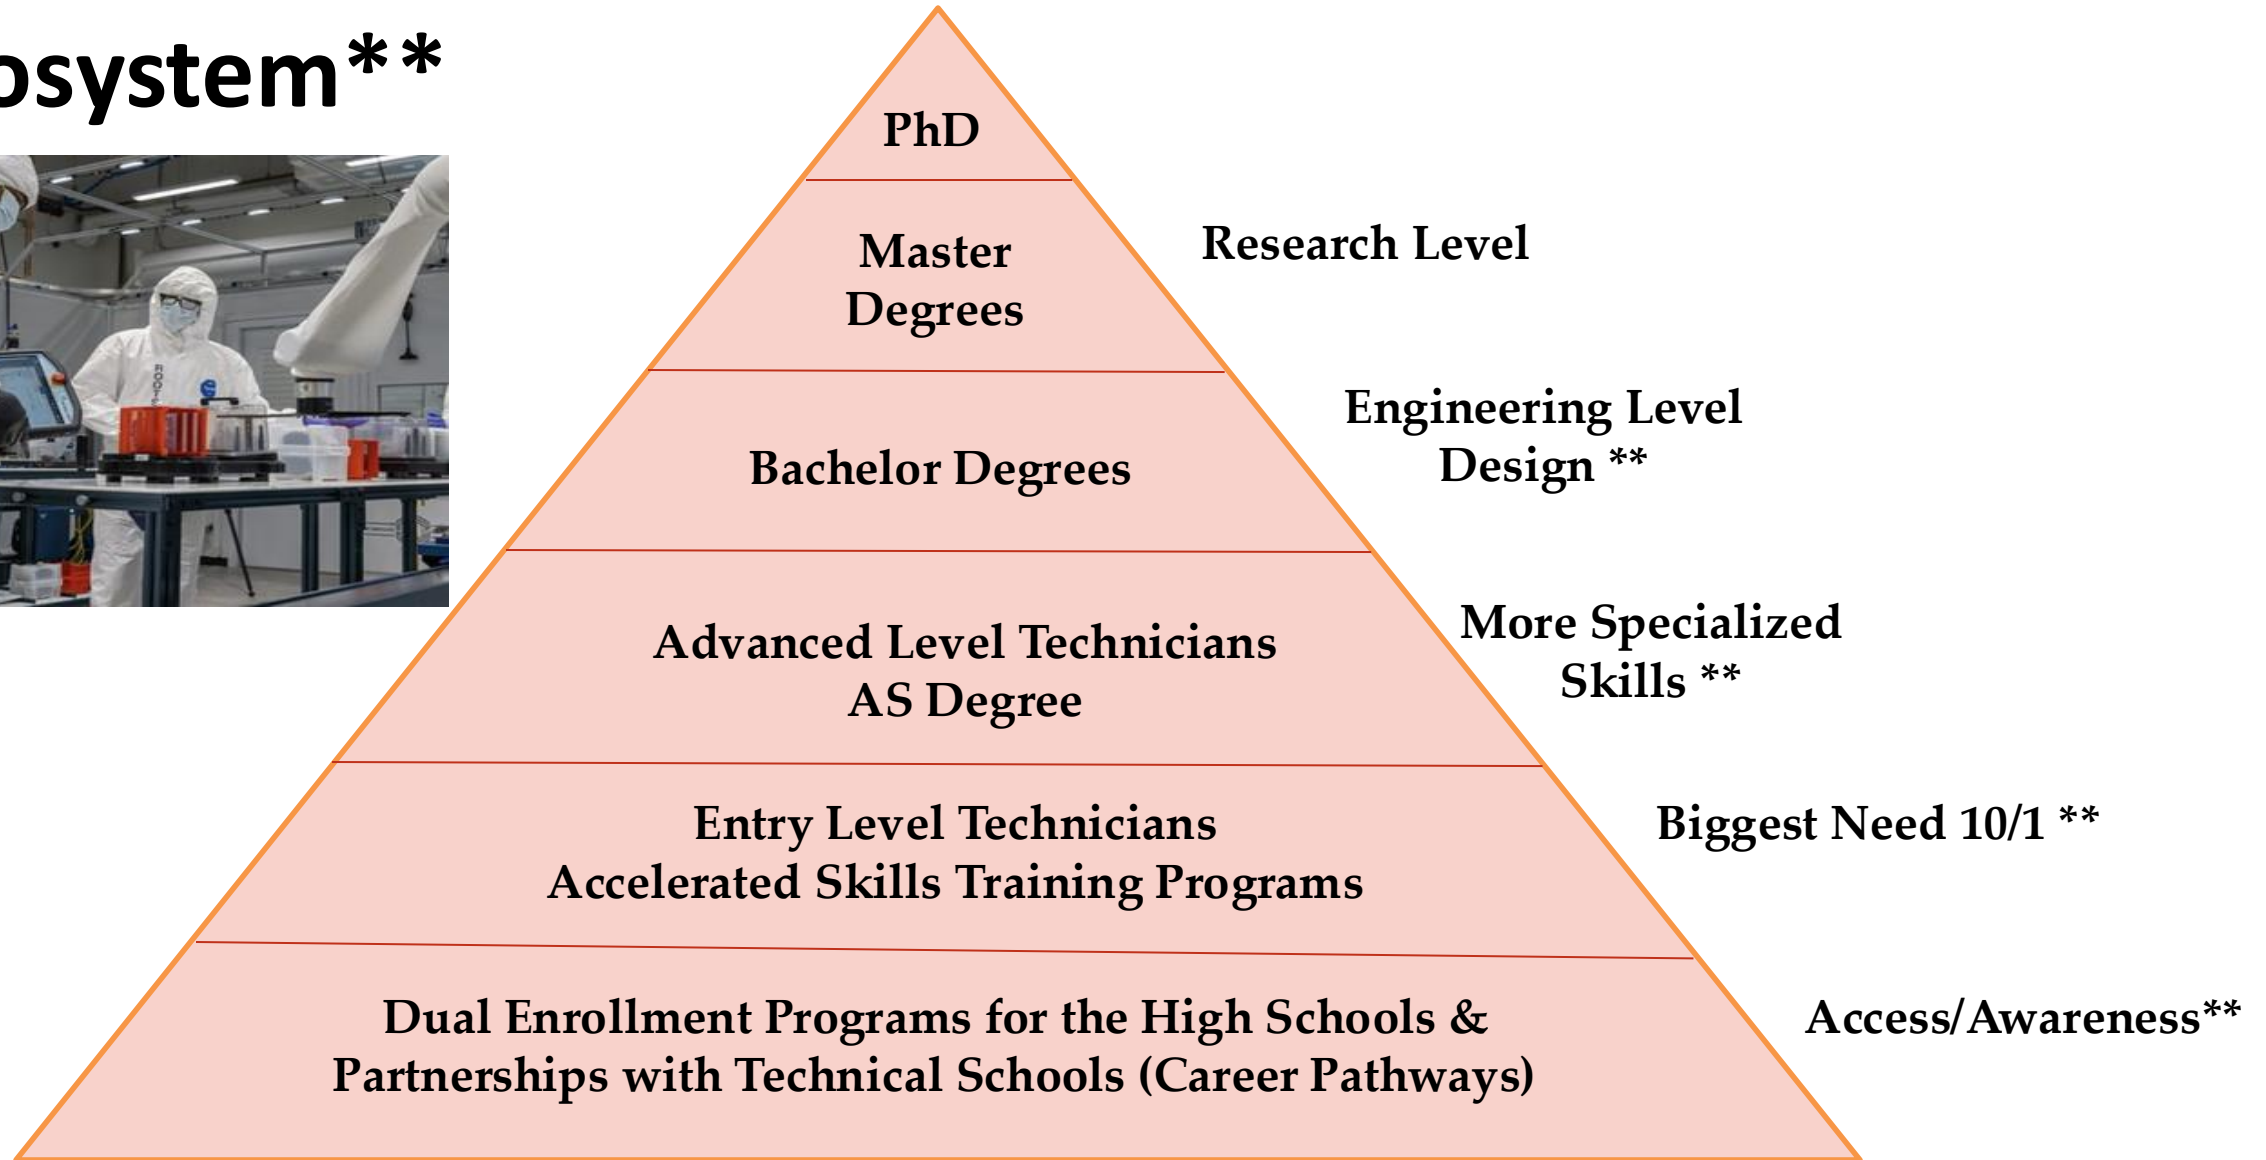 osystem**
PhD
Master
Degrees
Research Level
Bachelor Degrees
Engineering Level
Design **
Advanced Level Technicians
AS Degree
More Specialized
Skills **
Entry Level Technicians
Accelerated Skills Training Programs
Biggest Need 10/1 **
Dual Enrollment Programs for the High Schools &
Partnerships with Technical Schools (Career Pathways)
Access/Awareness**